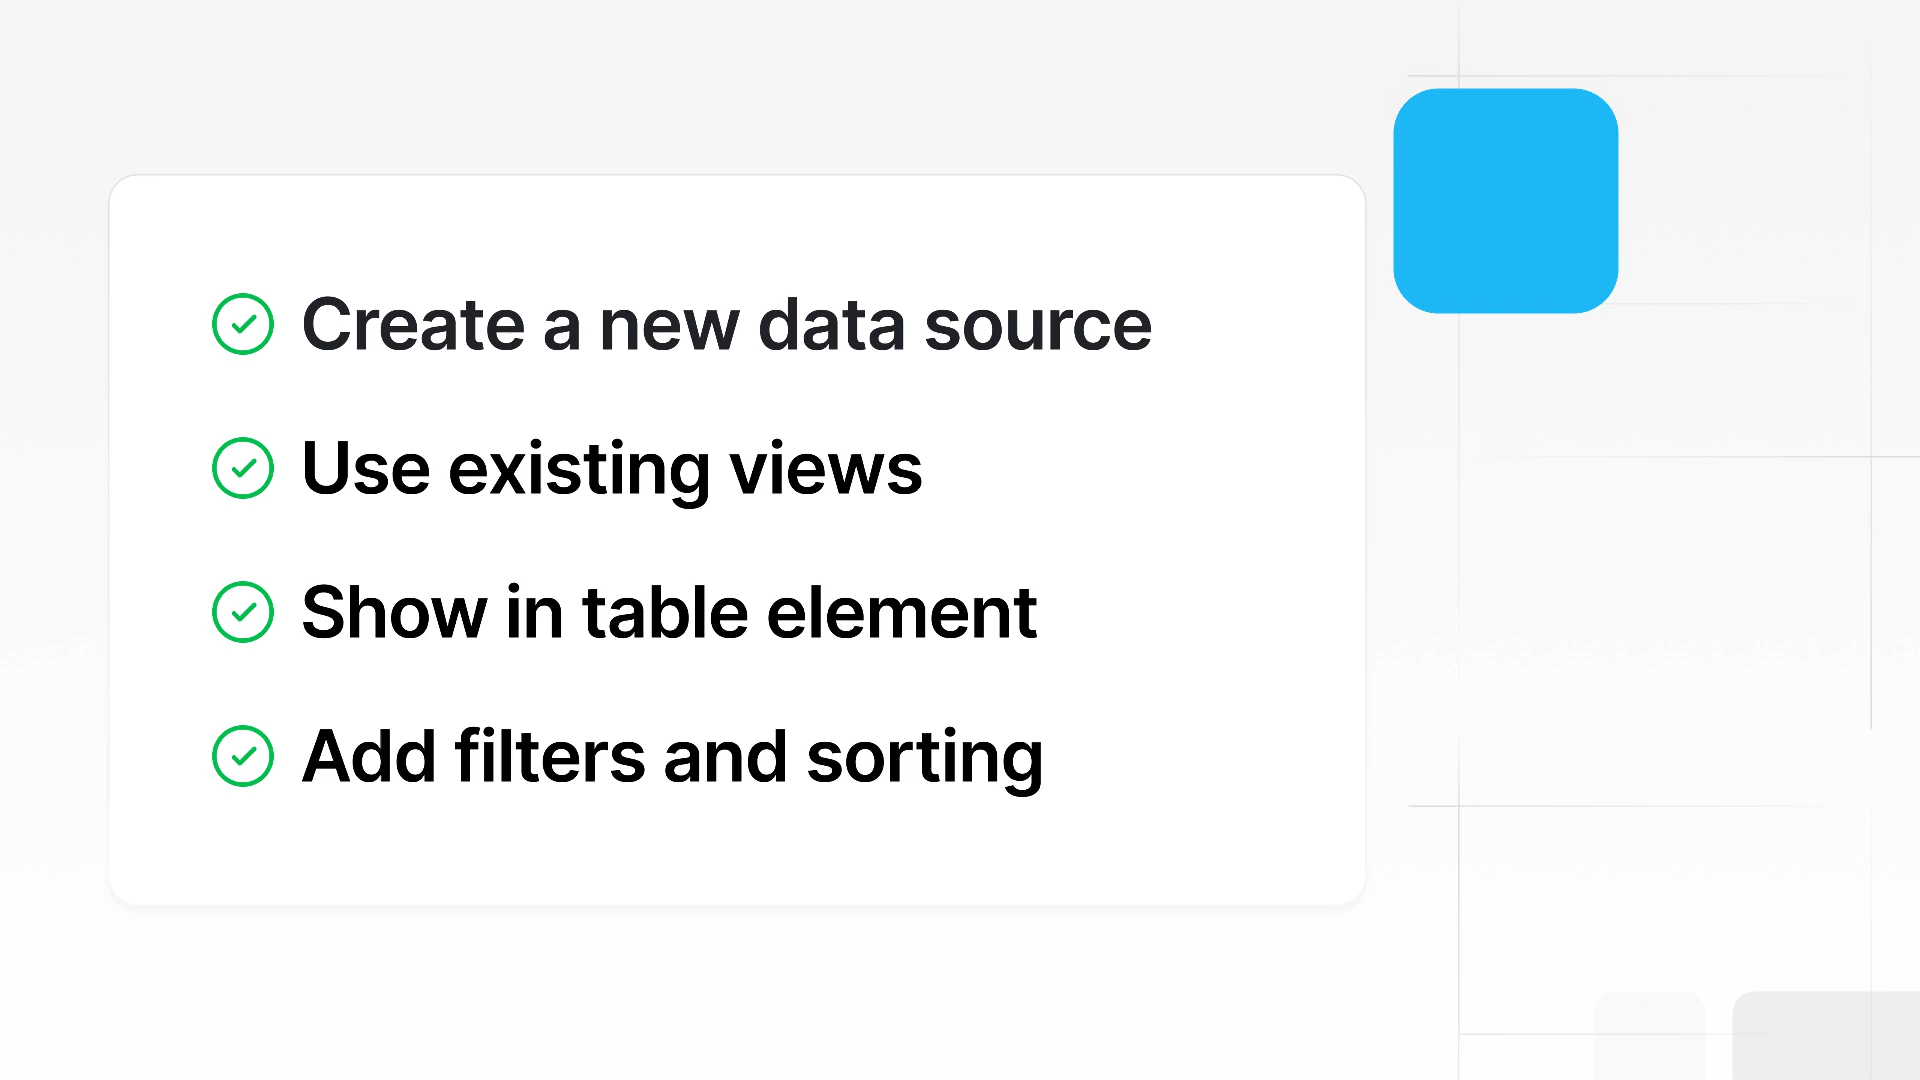 Create a new data source
Use existing views
Show in table element
Add filters and sorting